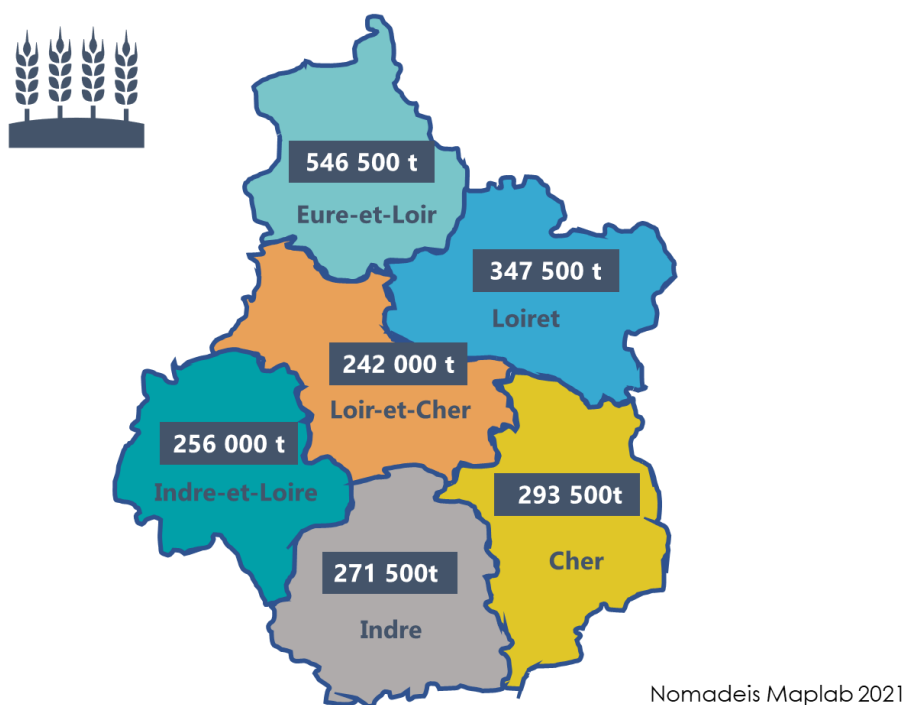 546 500 t
Eure-et-Loir
347 500 t
Loiret
242 000 t
Loir-et-Cher
256 000 t
Indre-et-Loire
293 500t
Cher
271 500t
Indre
Nomadeis Maplab 2021